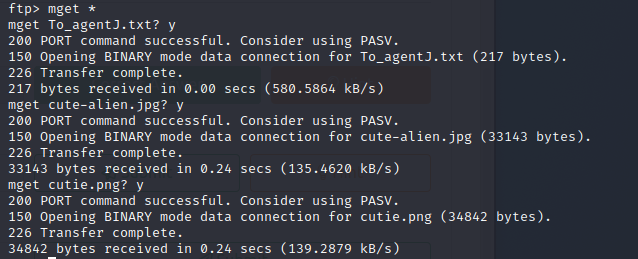 ftp> mget *
mget To_agentJ.txt? y
200 PORT command successful. Consider using PASV.
150 Opening BINARY mode data connection for To_agentJ.txt (217 bytes).
226 Transfer complete.
217 bytes received in 0.00 secs (580.5864 kB/s)
mget cute-alien.jpg? y
200 PORT command successful. Consider using PASV.
150 Opening BINARY mode data connection for cute-alien.jpg (33143 bytes).
226 Transfer complete.
33143 bytes received in 0.24 secs (135.4620 kB/s)
mget cutie.png? y
200 PORT command successful. Consider using PASV.
150 Opening BINARY mode data connection for cutie.png (34842 bytes).
226 Transfer complete.
34842 bytes received in 0.24 secs (139.2879 kB/s)